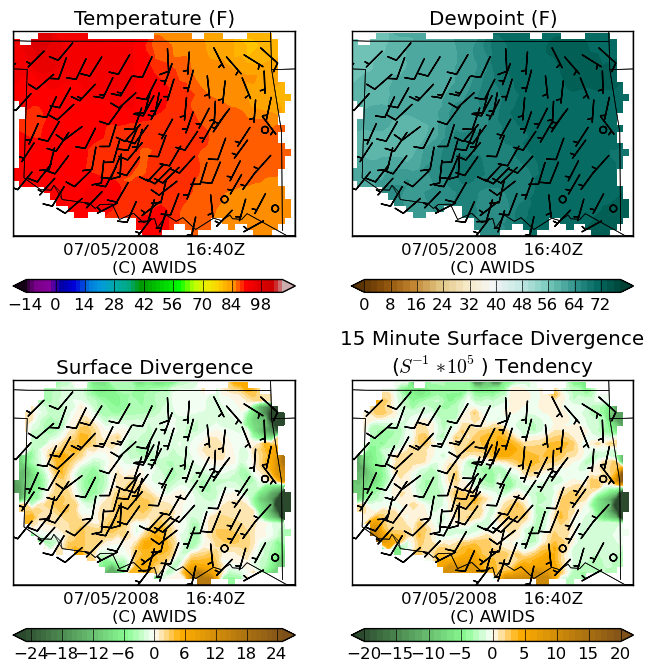 Temperature (F)
Dewpoint (F)
07/05/2008 16:40Z
(C) AWIDS
07/05/2008 16:40Z
(C) AWIDS
−14 0 14 28 42 56 70 84 98
0 8 16 24 32 40 48 56 64 72
Surface Divergence
15 Minute Surface Divergence
(S⁻¹ *10⁵ ) Tendency
07/05/2008 16:40Z
(C) AWIDS
07/05/2008 16:40Z
(C) AWIDS
−24 −18 −12 −6 0 6 12 18 24
−20 −15 −10 −5 0 5 10 15 20